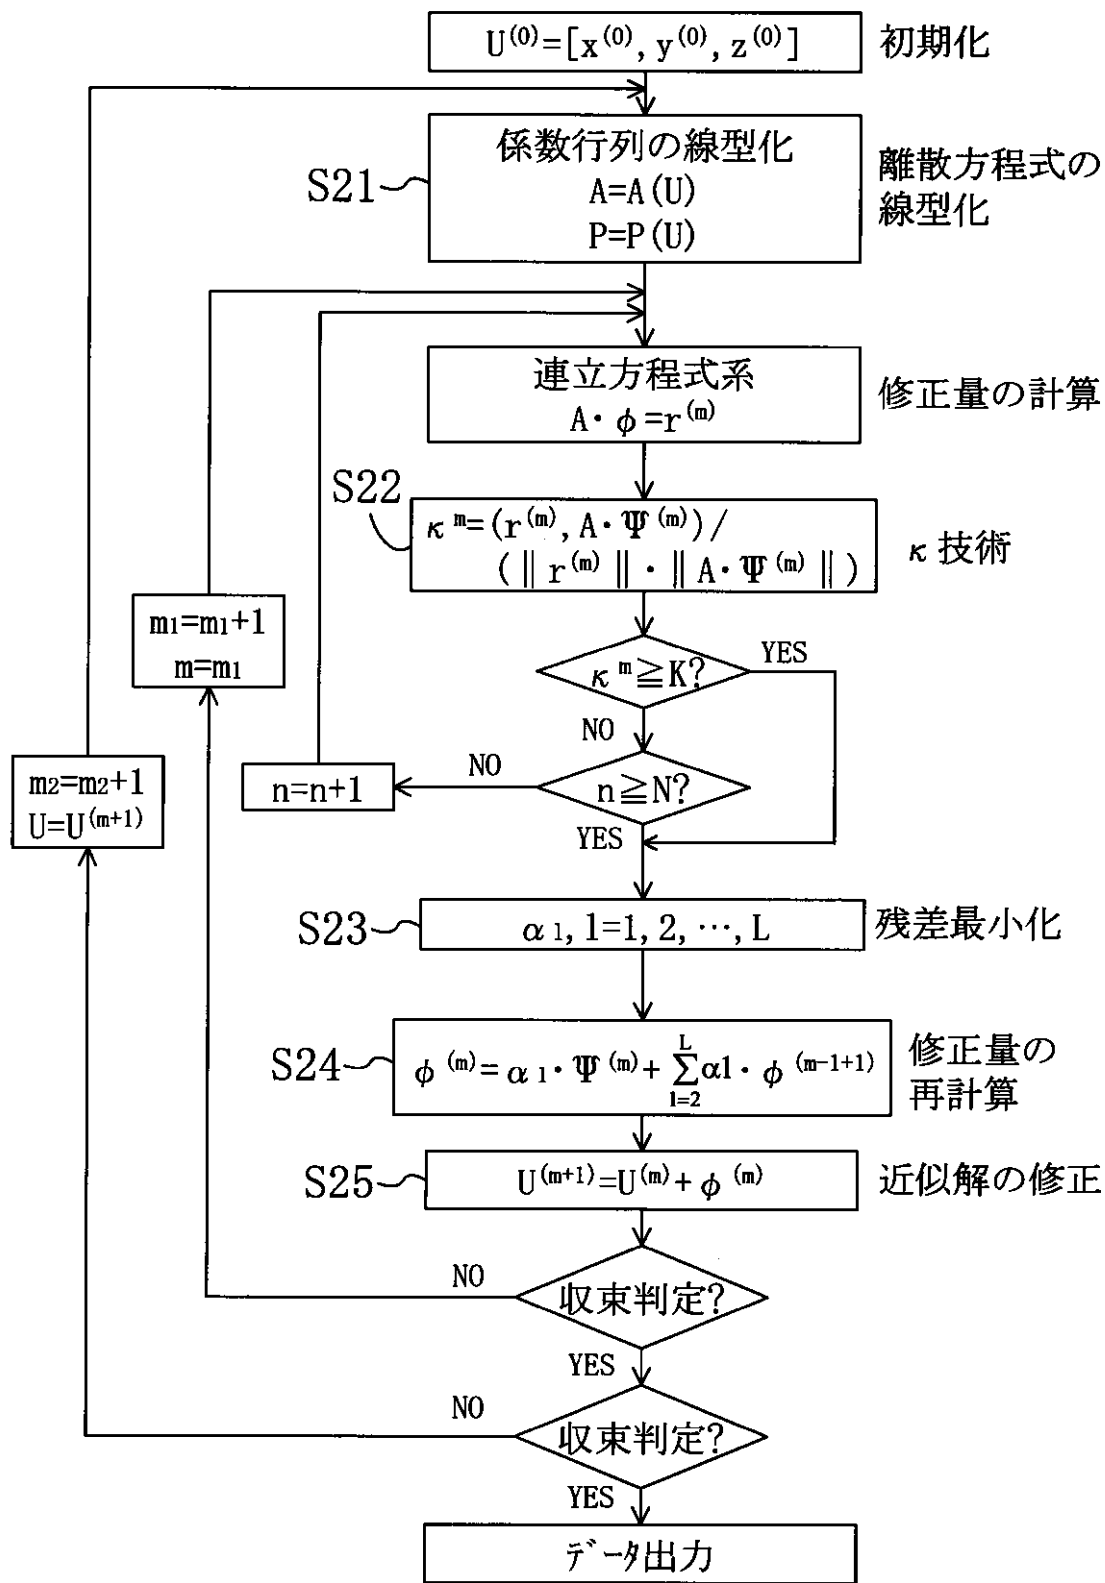 U⁽⁰⁾=[x⁽⁰⁾, y⁽⁰⁾, z⁽⁰⁾]
初期化
S21
係数行列の線型化
A=A(U)
P=P(U)
離散方程式の
線型化
連立方程式系
A・φ=r⁽ᵐ⁾
修正量の計算
S22
κᵐ=(r⁽ᵐ⁾, A・Ψ⁽ᵐ⁾)/
(‖r⁽ᵐ⁾‖・‖A・Ψ⁽ᵐ⁾‖)
κ技術
m₁=m₁+1
m=m₁
κᵐ≧K?
YES
NO
m₂=m₂+1
U=U⁽ᵐ⁺¹⁾
n=n+1
NO
n≧N?
YES
S23
α₁, l=1, 2, ⋯, L
残差最小化
S24
φ⁽ᵐ⁾=α₁・Ψ⁽ᵐ⁾+
L
Σ
l=2
αl・φ⁽ᵐ⁻ˡ⁺¹⁾
修正量の
再計算
S25
U⁽ᵐ⁺¹⁾=U⁽ᵐ⁾+φ⁽ᵐ⁾
近似解の修正
NO
収束判定?
YES
NO
収束判定?
YES
データ出力